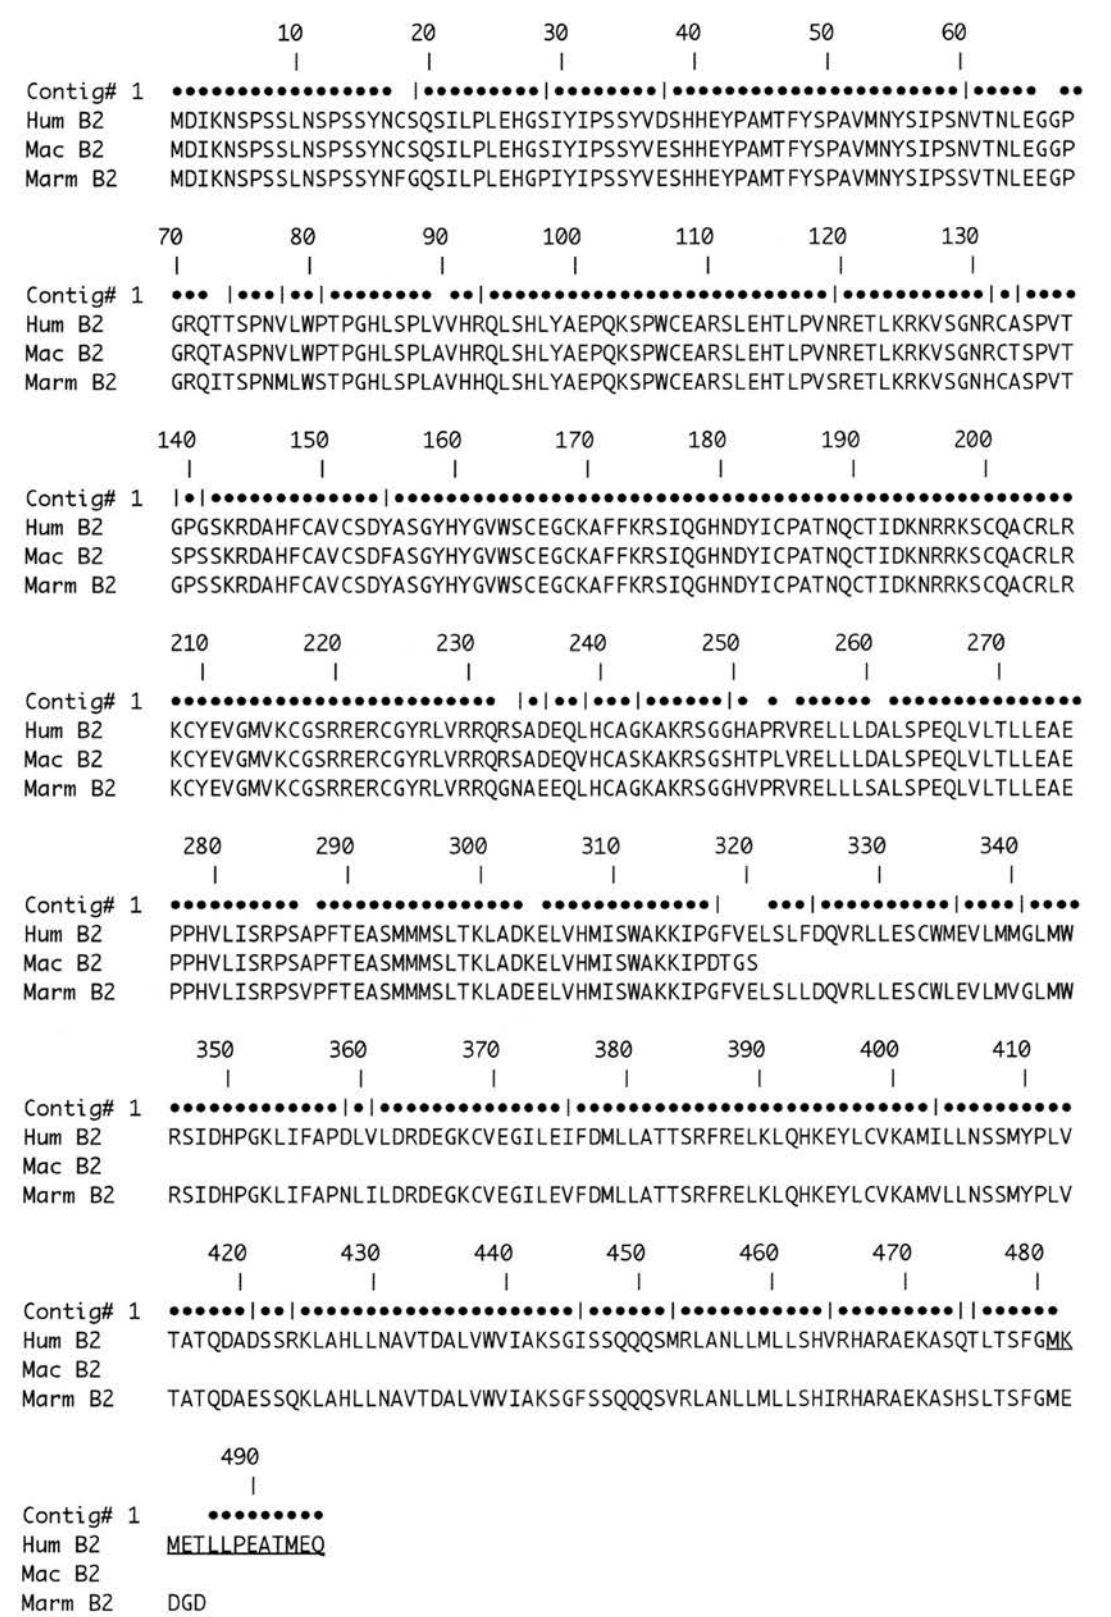 10 20 30 40 50 60
Contig# 1 ••••••••••••••••• |•••••••••|••••••••|••••••••••••••••••••••|••••• ••
Hum B2 MDIKNSPSSLNSPSSYNCSQSILPLEHGSIYIPSSYVDSHHEYPAMTFYSPAVMNYSIPSNVTNLEGGP
Mac B2 MDIKNSPSSLNSPSSYNCSQSILPLEHGSIYIPSSYVESHHEYPAMTFYSPAVMNYSIPSNVTNLEGGP
Marm B2 MDIKNSPSSLNSPSSYNFGQSILPLEHGPIYIPSSYVESHHEYPAMTFYSPAVMNYSIPSSVTNLEEGP
70 80 90 100 110 120 130
Contig# 1 ••• |•••|••|•••••••• ••|••••••••••••••••••••••••••|•••••••••••|•|••••
Hum B2 GRQTTSPNVLWPTPGHLSPLVVHRQLSHLYAEPQKSPWCEARSLEHTLPVNRETLKRKVSGNRCASPVT
Mac B2 GRQTASPNVLWPTPGHLSPLAVHRQLSHLYAEPQKSPWCEARSLEHTLPVNRETLKRKVSGNRCTSPVT
Marm B2 GRQITSPNMLWSTPGHLSPLAVHHQLSHLYAEPQKSPWCEARSLEHTLPVSRETLKRKVSGNHCASPVT
140 150 160 170 180 190 200
Contig# 1 |•|•••••••••••••|•••••••••••••••••••••••••••••••••••••••••••••••••••••
Hum B2 GPGSKRDAHFCAVCSDYASGYHYGVWSCEGCKAFFKRSIQGHNDYICPATNQCTIDKNRRKSCQACRLR
Mac B2 SPSSKRDAHFCAVCSDFASGYHYGVWSCEGCKAFFKRSIQGHNDYICPATNQCTIDKNRRKSCQACRLR
Marm B2 GPSSKRDAHFCAVCSDYASGYHYGVWSCEGCKAFFKRSIQGHNDYICPATNQCTIDKNRRKSCQACRLR
210 220 230 240 250 260 270
Contig# 1 ••••••••••••••••••••••••• |•|••|•••|••••••|• • •••••• •••••••••••••••
Hum B2 KCYEVGMVKCGSRRERCGYRLVRRQRSADEQLHCAGKAKRSGGHAPRVRELLLDALSPEQLVLTLLEAE
Mac B2 KCYEVGMVKCGSRRERCGYRLVRRQRSADEQVHCASKAKRSGSHTPLVRELLLDALSPEQLVLTLLEAE
Marm B2 KCYEVGMVKCGSRRERCGYRLVRRQGNAEEQLHCAGKAKRSGGHVPRVRELLLSALSPEQLVLTLLEAE
280 290 300 310 320 330 340
Contig# 1 •••••••••• •••••••••••••••• •••••••••••••| •••|••••••••••|••••|••••
Hum B2 PPHVLISRPSAPFTEASMMMSLTKLADKELVHMISWAKKIPGFVELSLFDQVRLLESCWMEVLMMGLMW
Mac B2 PPHVLISRPSAPFTEASMMMSLTKLADKELVHMISWAKKIPDTGS
Marm B2 PPHVLISRPSVPFTEASMMMSLTKLADEELVHMISWAKKIPGFVELSLLDQVRLLESCWLEVLMVGLMW
350 360 370 380 390 400 410
Contig# 1 •••••••••••••|•|••••••••••••••|••••••••••••••••••••••••••••|••••••••••
Hum B2 RSIDHPGKLIFAPDLVLDRDEGKCVEGILEIFDMLLATTSRFRELKLQHKEYLCVKAMILLNSSMYPLV
Mac B2
Marm B2 RSIDHPGKLIFAPNLILDRDEGKCVEGILEVFDMLLATTSRFRELKLQHKEYLCVKAMVLLNSSMYPLV
420 430 440 450 460 470 480
Contig# 1 ••••••|••|••••••••••••••••••••••|••••••|•••••••••••|•••••••••||••••••
Hum B2 TATQDADSSRKLAHLLNAVTDALVWVIAKSGISSQQQSMRLANLLMLLSHVRHARAEKASQTLTSFGMK
Mac B2
Marm B2 TATQDAESSQKLAHLLNAVTDALVWVIAKSGFSSQQQSVRLANLLMLLSHIRHARAEKASHSLTSFGME
490
Contig# 1 •••••••••
Hum B2 METLLPEATMEQ
Mac B2
Marm B2 DGD